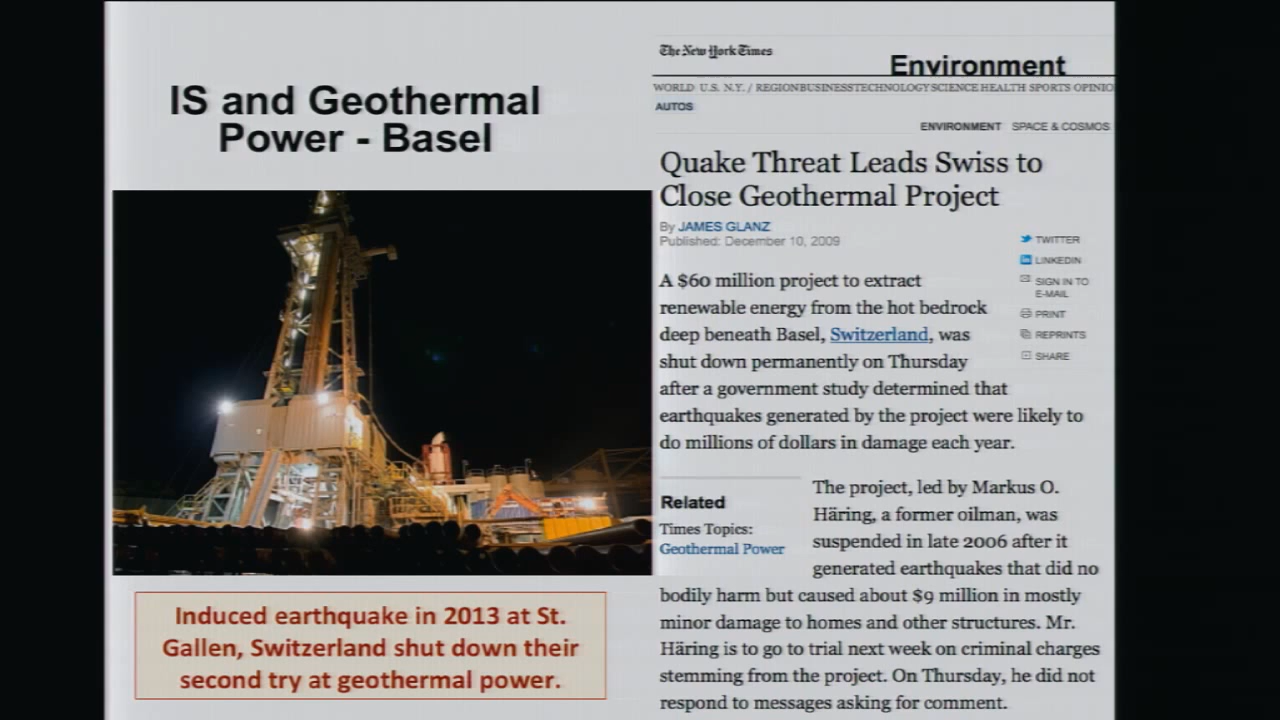 IS and Geothermal
Power - Basel
Induced earthquake in 2013 at St.
Gallen, Switzerland shut down their
second try at geothermal power.
The New York Times
Environment
WORLD U.S. N.Y. / REGIONBUSINESSTECHNOLOGYSCIENCE HEALTH SPORTS OPINIO
AUTOS
ENVIRONMENT SPACE & COSMOS
Quake Threat Leads Swiss to
Close Geothermal Project
By JAMES GLANZ
Published: December 10, 2009
TWITTER
LINKEDIN
SIGN IN TO
E-MAIL
PRINT
REPRINTS
SHARE
A $60 million project to extract
renewable energy from the hot bedrock
deep beneath Basel, Switzerland, was
shut down permanently on Thursday
after a government study determined that
earthquakes generated by the project were likely to
do millions of dollars in damage each year.
Related
Times Topics:
Geothermal Power
The project, led by Markus O.
Häring, a former oilman, was
suspended in late 2006 after it
generated earthquakes that did no
bodily harm but caused about $9 million in mostly
minor damage to homes and other structures. Mr.
Häring is to go to trial next week on criminal charges
stemming from the project. On Thursday, he did not
respond to messages asking for comment.